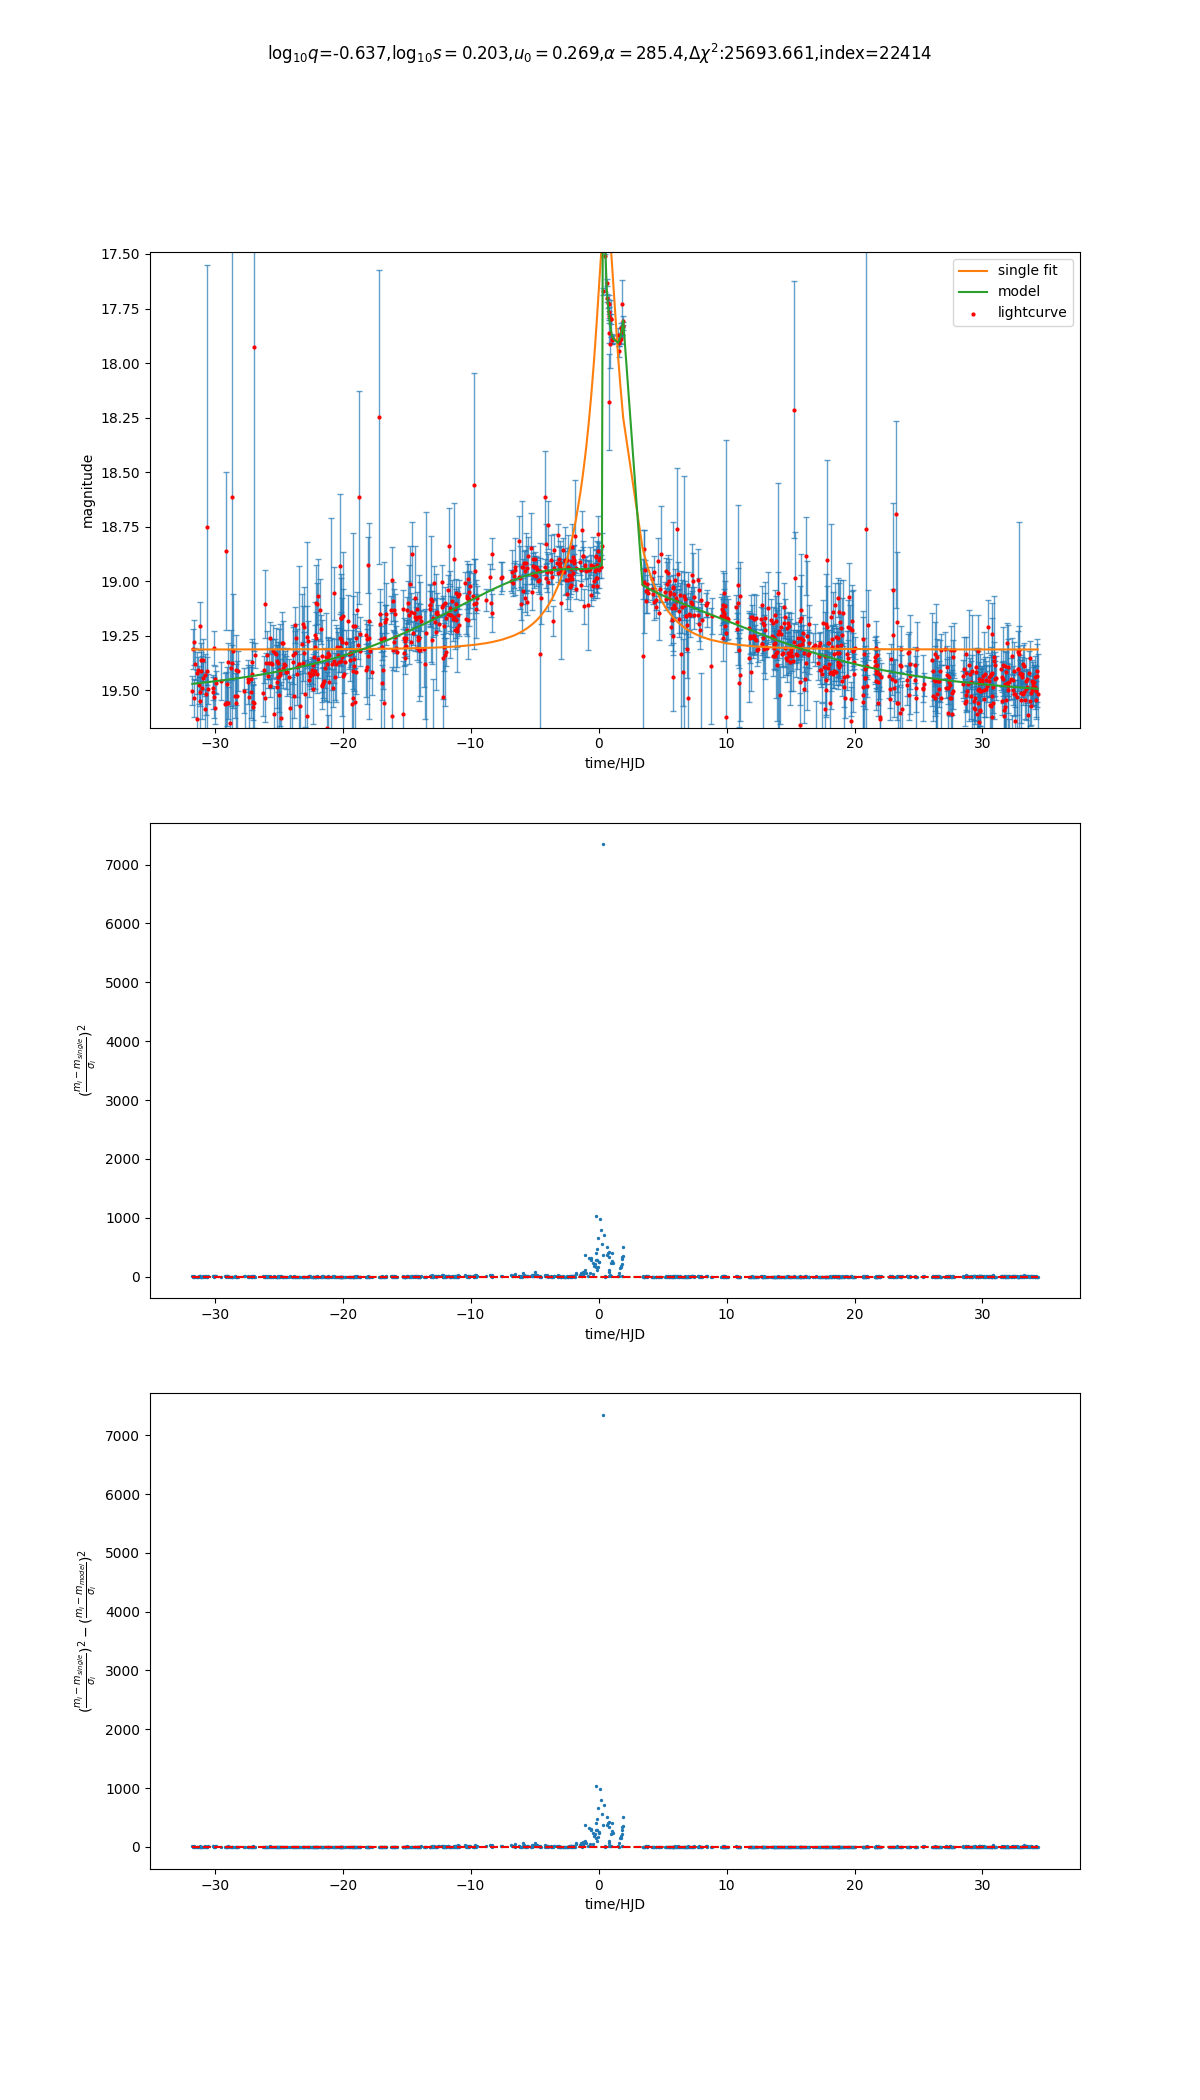 log₁₀q=-0.637,log₁₀s = 0.203,u₀ = 0.269,α = 285.4,Δχ²:25693.661,index=22414
17.50
17.75
18.00
18.25
18.50
18.75
19.00
19.25
19.50
magnitude
single fit
model
lightcurve
−30 −20 −10 0 10 20 30
time/HJD
7000
6000
5000
4000
3000
2000
1000
0
(mᵢ − m_single / σᵢ)²
−30 −20 −10 0 10 20 30
time/HJD
7000
6000
5000
4000
3000
2000
1000
0
(mᵢ − m_single / σᵢ)² − (mᵢ − m_model / σᵢ)²
−30 −20 −10 0 10 20 30
time/HJD